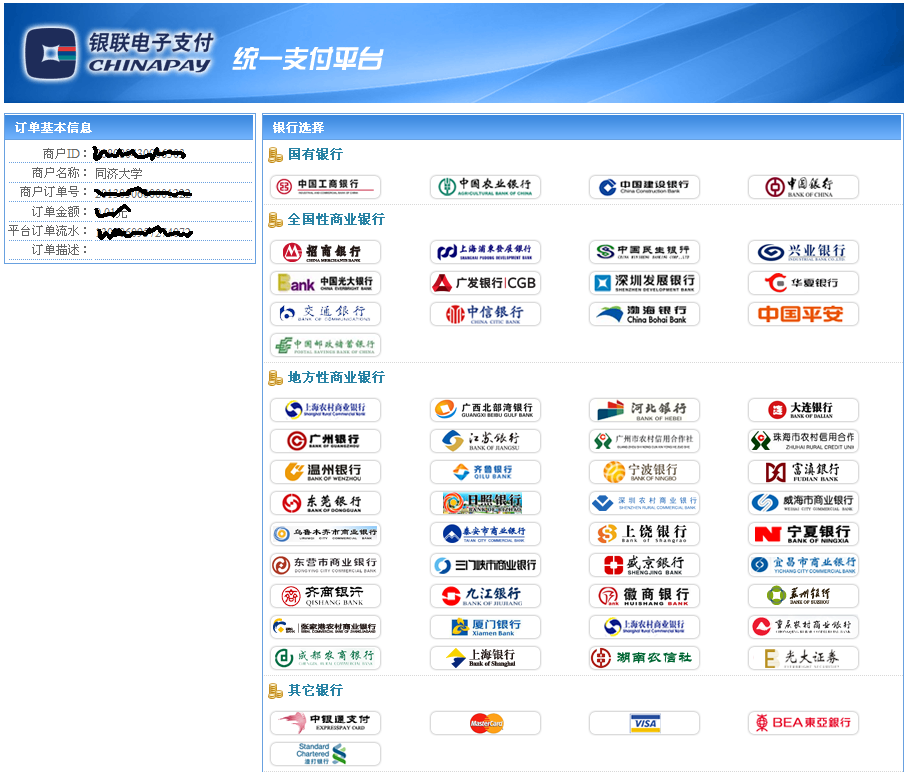 银联电子支付
CHINAPAY
统一支付平台
订单基本信息
商户ID：
商户名称：同济大学
商户订单号：
订单金额：
平台订单流水：
订单描述：
银行选择
国有银行
中国工商银行
INDUSTRIAL AND COMMERCIAL BANK OF CHINA
中国农业银行
AGRICULTURAL BANK OF CHINA
中国建设银行
China Construction Bank
中国银行
BANK OF CHINA
全国性商业银行
招商银行
CHINA MERCHANTS BANK
上海浦东发展银行
SHANGHAI PUDONG DEVELOPMENT BANK
中国民生银行
兴业银行
INDUSTRIAL BANK CO.,LTD.
Bank 中国光大银行
CHINA EVERBRIGHT BANK
广发银行|CGB
深圳发展银行
SHENZHEN DEVELOPMENT BANK
华夏银行
交通银行
BANK OF COMMUNICATIONS
中信银行
CHINA CITIC BANK
渤海银行
China Bohai Bank
中国平安
中国邮政储蓄银行
POSTAL SAVINGS BANK OF CHINA
地方性商业银行
上海农村商业银行
Shanghai Rural Commercial Bank
广西北部湾银行
GUANGXI BEIBU GULF BANK
河北银行
BANK OF HEBEI
大连银行
BANK OF DALIAN
广州银行
BANK OF GUANGZHOU
江苏银行
BANK OF JIANGSU
广州市农村信用合作社
珠海市农村信用合作
ZHUHAI RURAL CREDIT UNI
温州银行
BANK OF WENZHOU
齐鲁银行
QILU BANK
宁波银行
BANK OF NINGBO
富滇银行
FUDIAN BANK
东莞银行
BANK OF DONGGUAN
日照银行
BANK OF RIZHAO
深圳农村商业银行
SHENZHEN RURAL COMMERCIAL BANK
威海市商业银行
WEIHAI CITY COMMERCIAL BANK
乌鲁木齐市商业银行
URUMQI CITY COMMERCIAL BANK
泰安市商业银行
TAI'AN CITY COMMERCIAL BANK
上饶银行
Bank of Shangrao
宁夏银行
BANK OF NINGXIA
东营市商业银行
DONGYING CITY COMMERCIAL BANK
三门峡市商业银行
盛京银行
SHENGJING BANK
宜昌市商业银行
YICHANG CITY COMMERCIAL BANK
齐商银行
QISHANG BANK
九江银行
BANK OF JIUJIANG
徽商银行
HUISHANG BANK
苏州银行
BANK OF SUZHOU
张家港农村商业银行
RURAL COMMERCIAL BANK OF ZHANGJIAGANG
厦门银行
Xiamen Bank
上海农村商业银行
Shanghai Rural Commercial Bank
重庆农村商业银行
成都农商银行
上海银行
Bank of Shanghai
湖南农信社
光大证券
其它银行
中银通支付
EXPRESSPAY CARD
MasterCard
VISA
BEA東亞銀行
Standard
Chartered
渣打银行